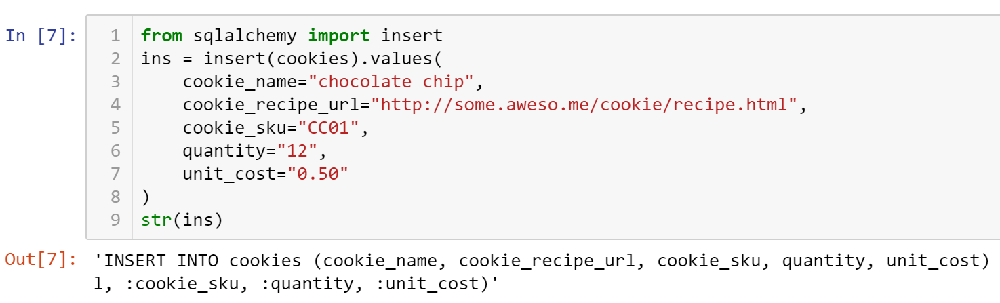 In [7]:
1 from sqlalchemy import insert
2 ins = insert(cookies).values(
3     cookie_name="chocolate chip",
4     cookie_recipe_url="http://some.aweso.me/cookie/recipe.html",
5     cookie_sku="CC01",
6     quantity="12",
7     unit_cost="0.50"
8 )
9 str(ins)
Out[7]: 'INSERT INTO cookies (cookie_name, cookie_recipe_url, cookie_sku, quantity, unit_cost)
l, :cookie_sku, :quantity, :unit_cost)'